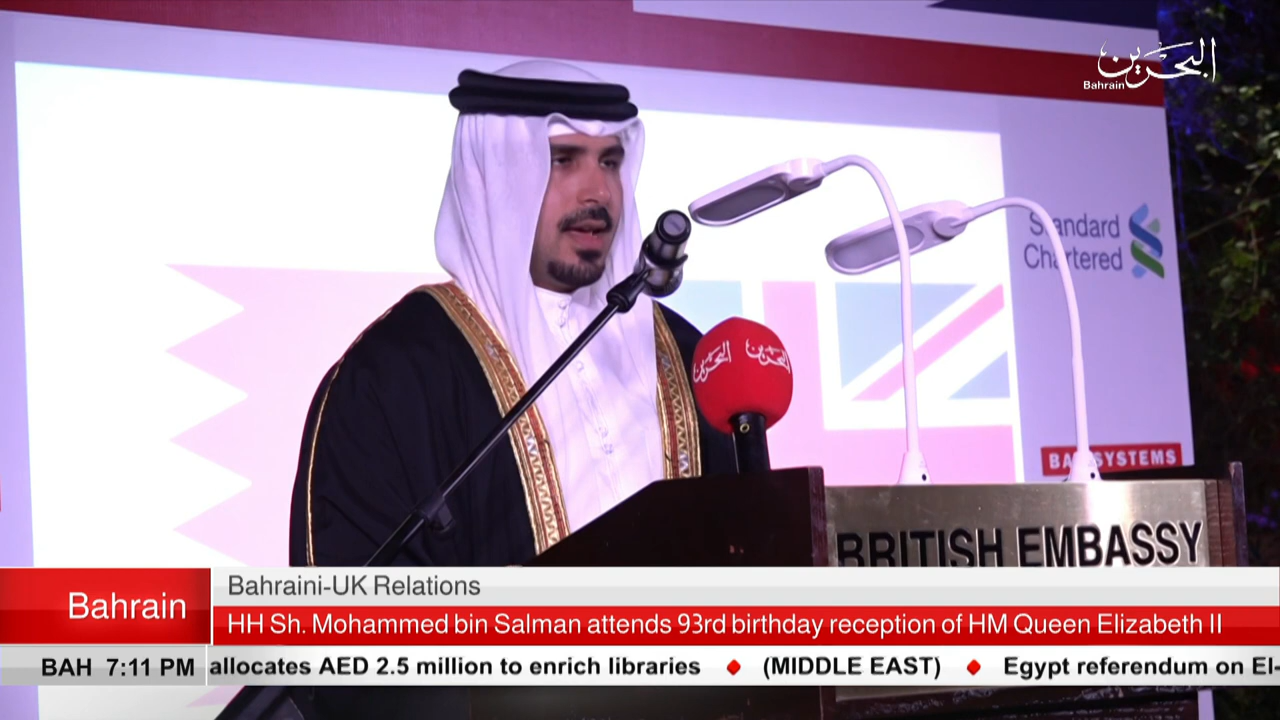 البحرين
Bahrain
Standard
Chartered
البحرين البحرين
BAE SYSTEMS
BRITISH EMBASSY
Bahrain
Bahraini-UK Relations
HH Sh. Mohammed bin Salman attends 93rd birthday reception of HM Queen Elizabeth II
BAH 7:11 PM allocates AED 2.5 million to enrich libraries (MIDDLE EAST) Egypt referendum on El-